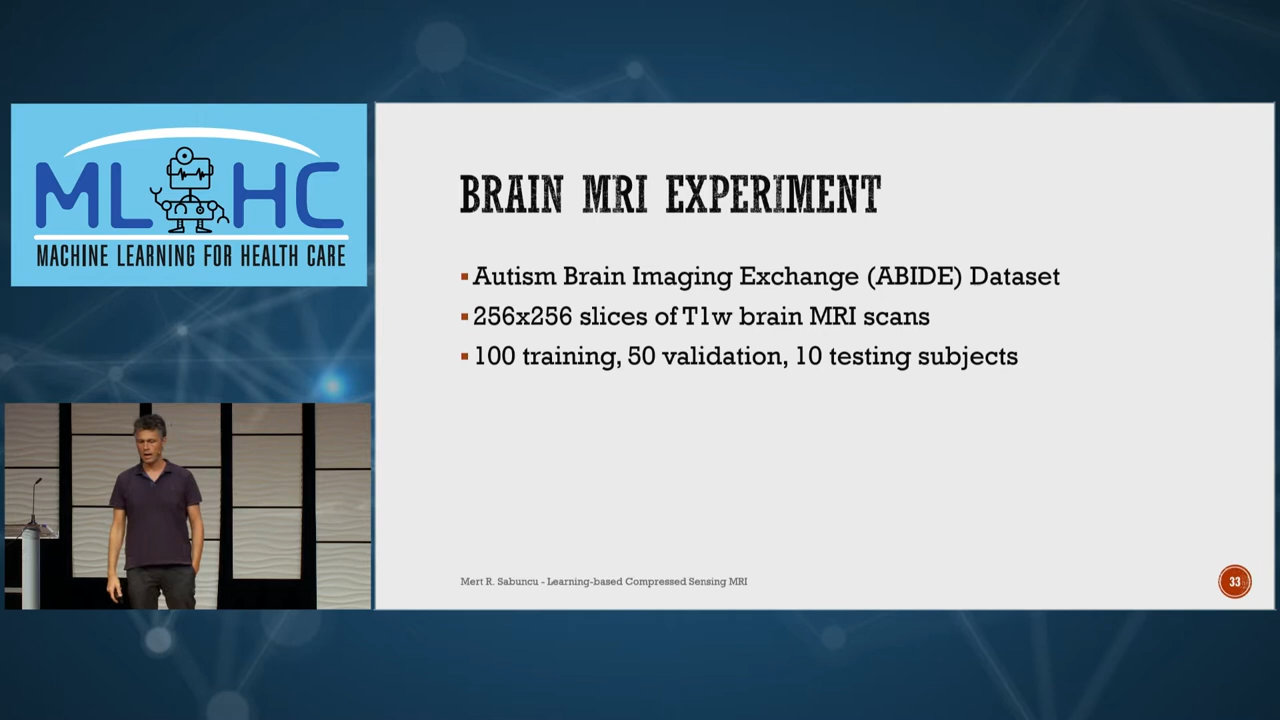 ML HC
MACHINE LEARNING FOR HEALTH CARE
BRAIN MRI EXPERIMENT
▪Autism Brain Imaging Exchange (ABIDE) Dataset
▪256x256 slices of T1w brain MRI scans
▪100 training, 50 validation, 10 testing subjects
Mert R. Sabuncu - Learning-based Compressed Sensing MRI
33